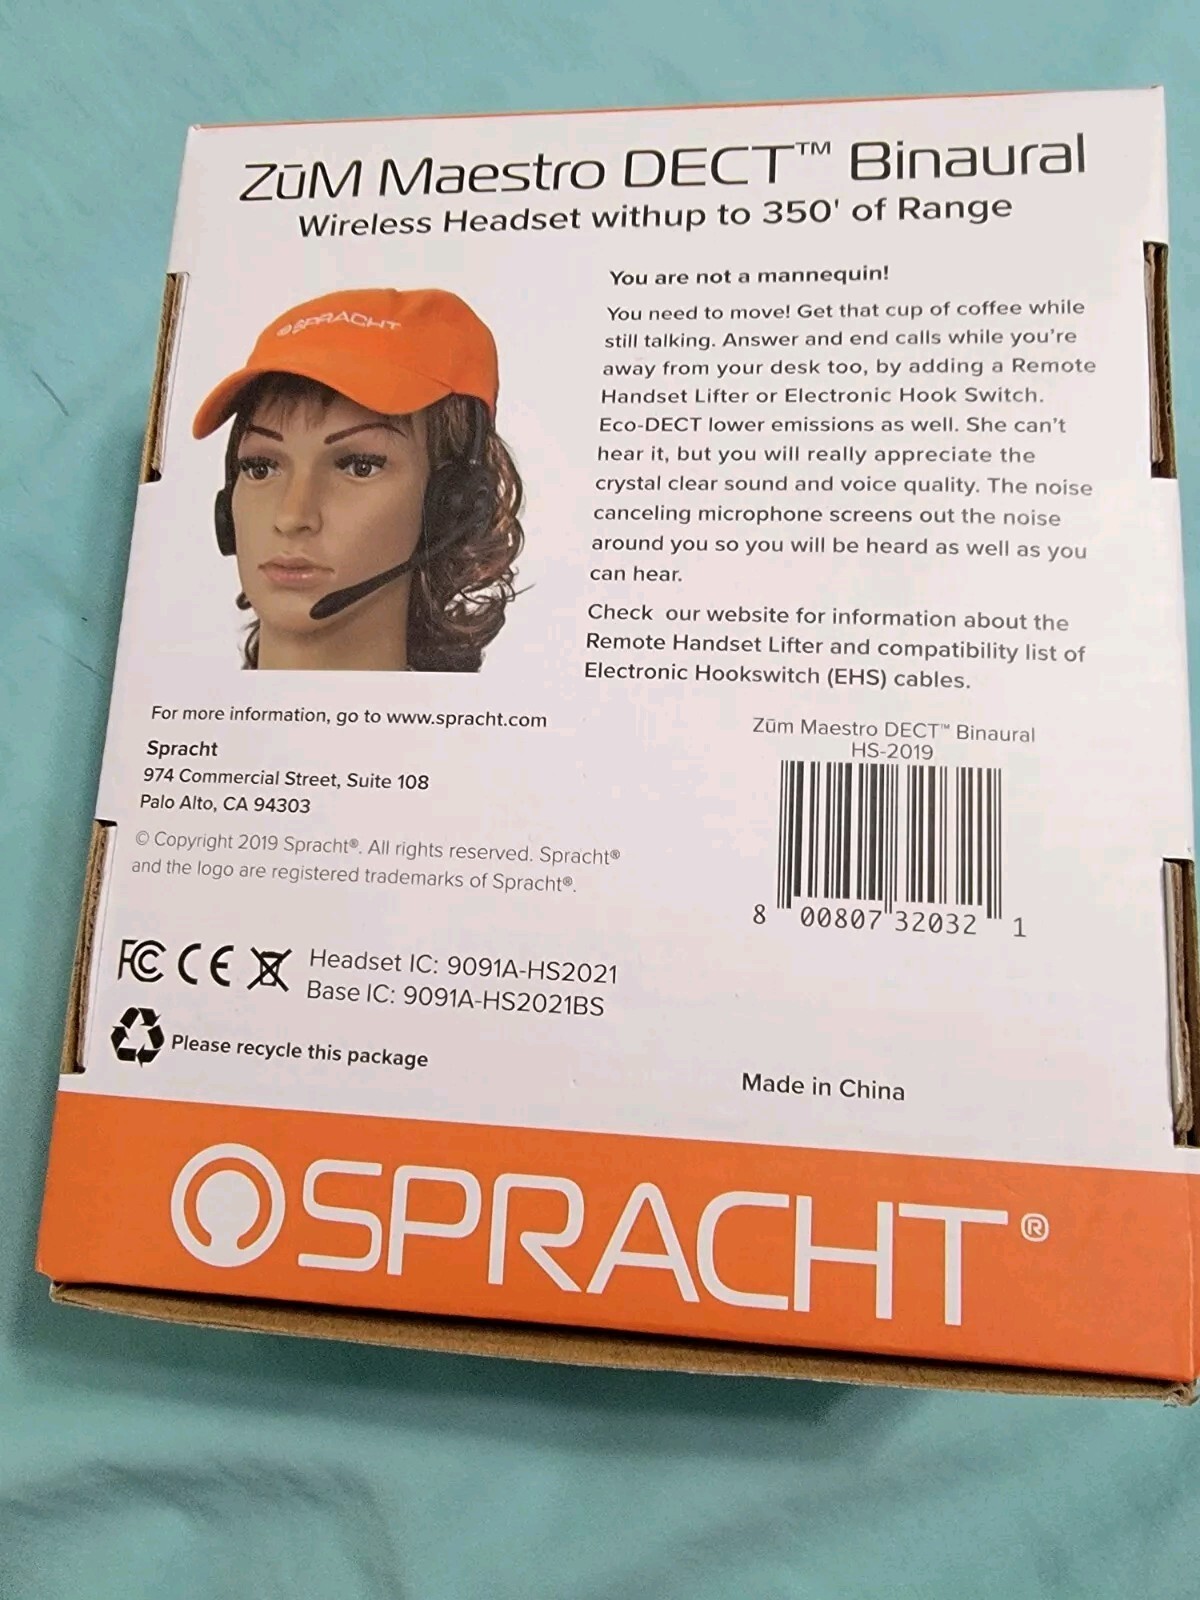 ZūM Maestro DECT™ Binaural
Wireless Headset withup to 350' of Range
SPRACHT
You are not a mannequin!
You need to move! Get that cup of coffee while
still talking. Answer and end calls while you're
away from your desk too, by adding a Remote
Handset Lifter or Electronic Hook Switch.
Eco-DECT lower emissions as well. She can't
hear it, but you will really appreciate the
crystal clear sound and voice quality. The noise
canceling microphone screens out the noise
around you so you will be heard as well as you
can hear.
Check our website for information about the
Remote Handset Lifter and compatibility list of
Electronic Hookswitch (EHS) cables.
For more information, go to www.spracht.com
Spracht
974 Commercial Street, Suite 108
Palo Alto, CA 94303
© Copyright 2019 Spracht®. All rights reserved. Spracht®
and the logo are registered trademarks of Spracht®.
Zūm Maestro DECT™ Binaural
HS-2019
8 00807 32032 1
FC CE
Headset IC: 9091A-HS2021
Base IC: 9091A-HS2021BS
Please recycle this package
Made in China
SPRACHT®